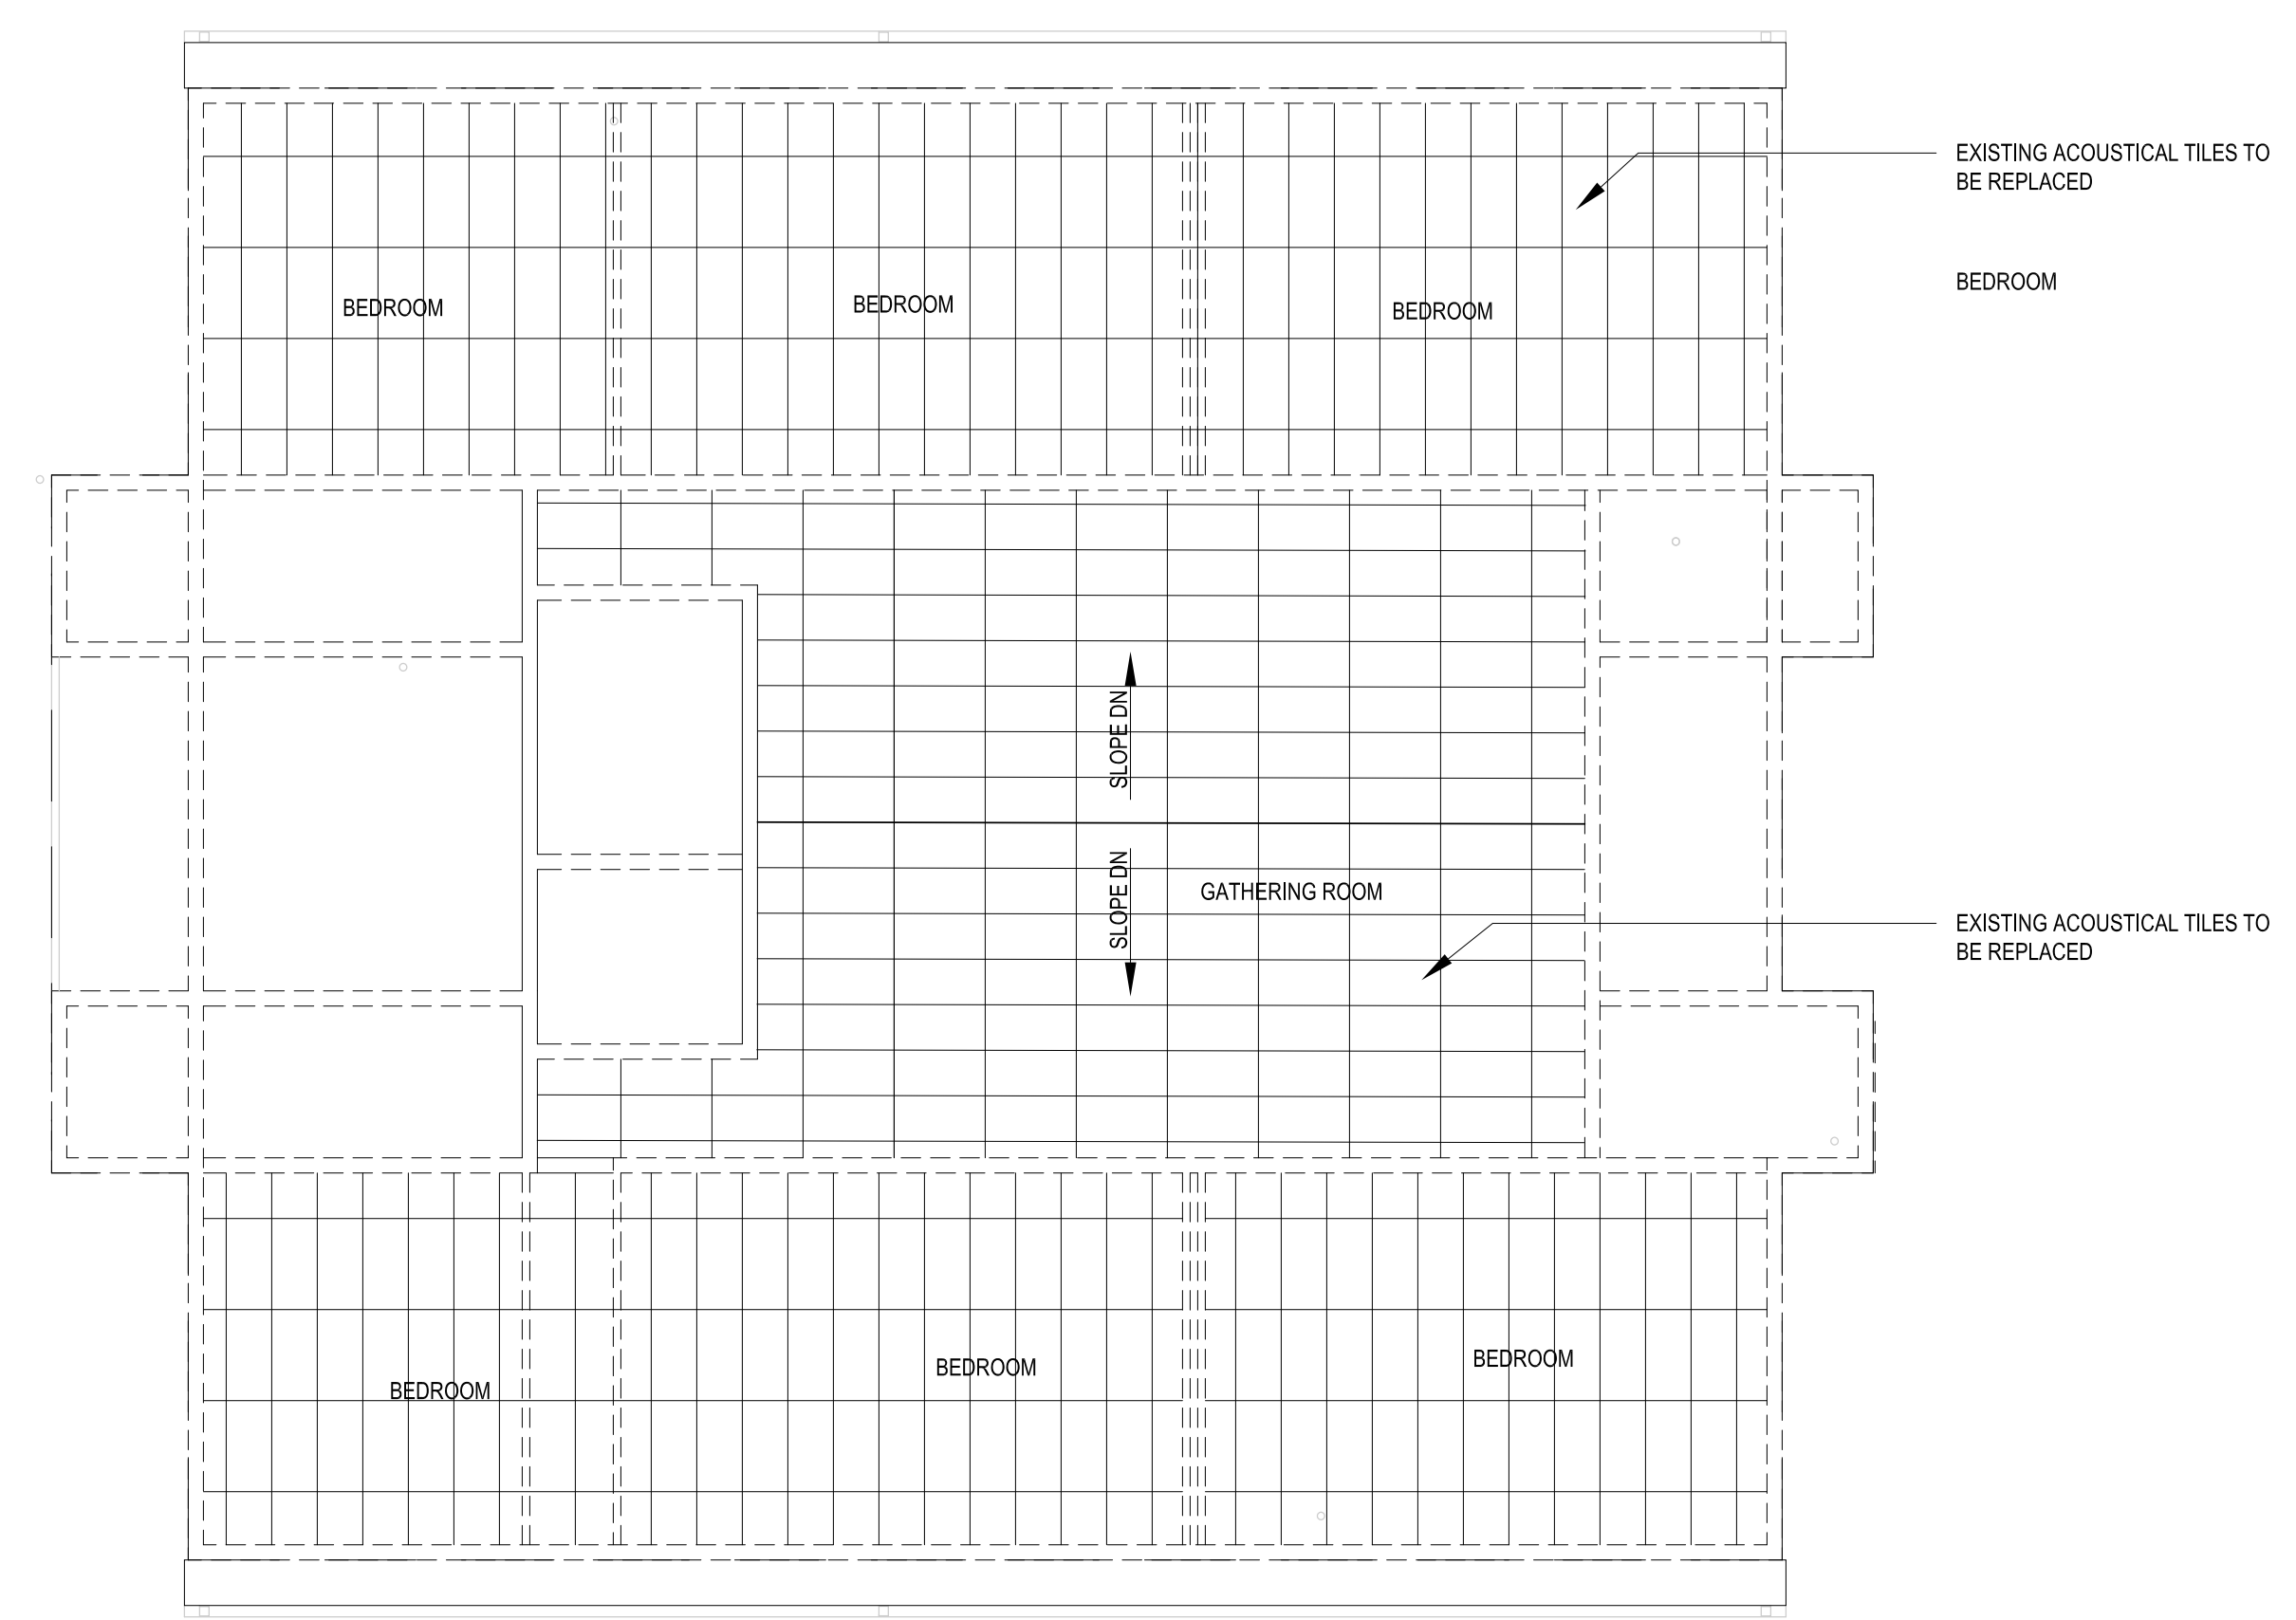 EXISTING ACOUSTICAL TILES TO
BE REPLACED
BEDROOM
BEDROOM
BEDROOM
BEDROOM
SLOPE DN
SLOPE DN
GATHERING ROOM
EXISTING ACOUSTICAL TILES TO
BE REPLACED
BEDROOM
BEDROOM
BEDROOM